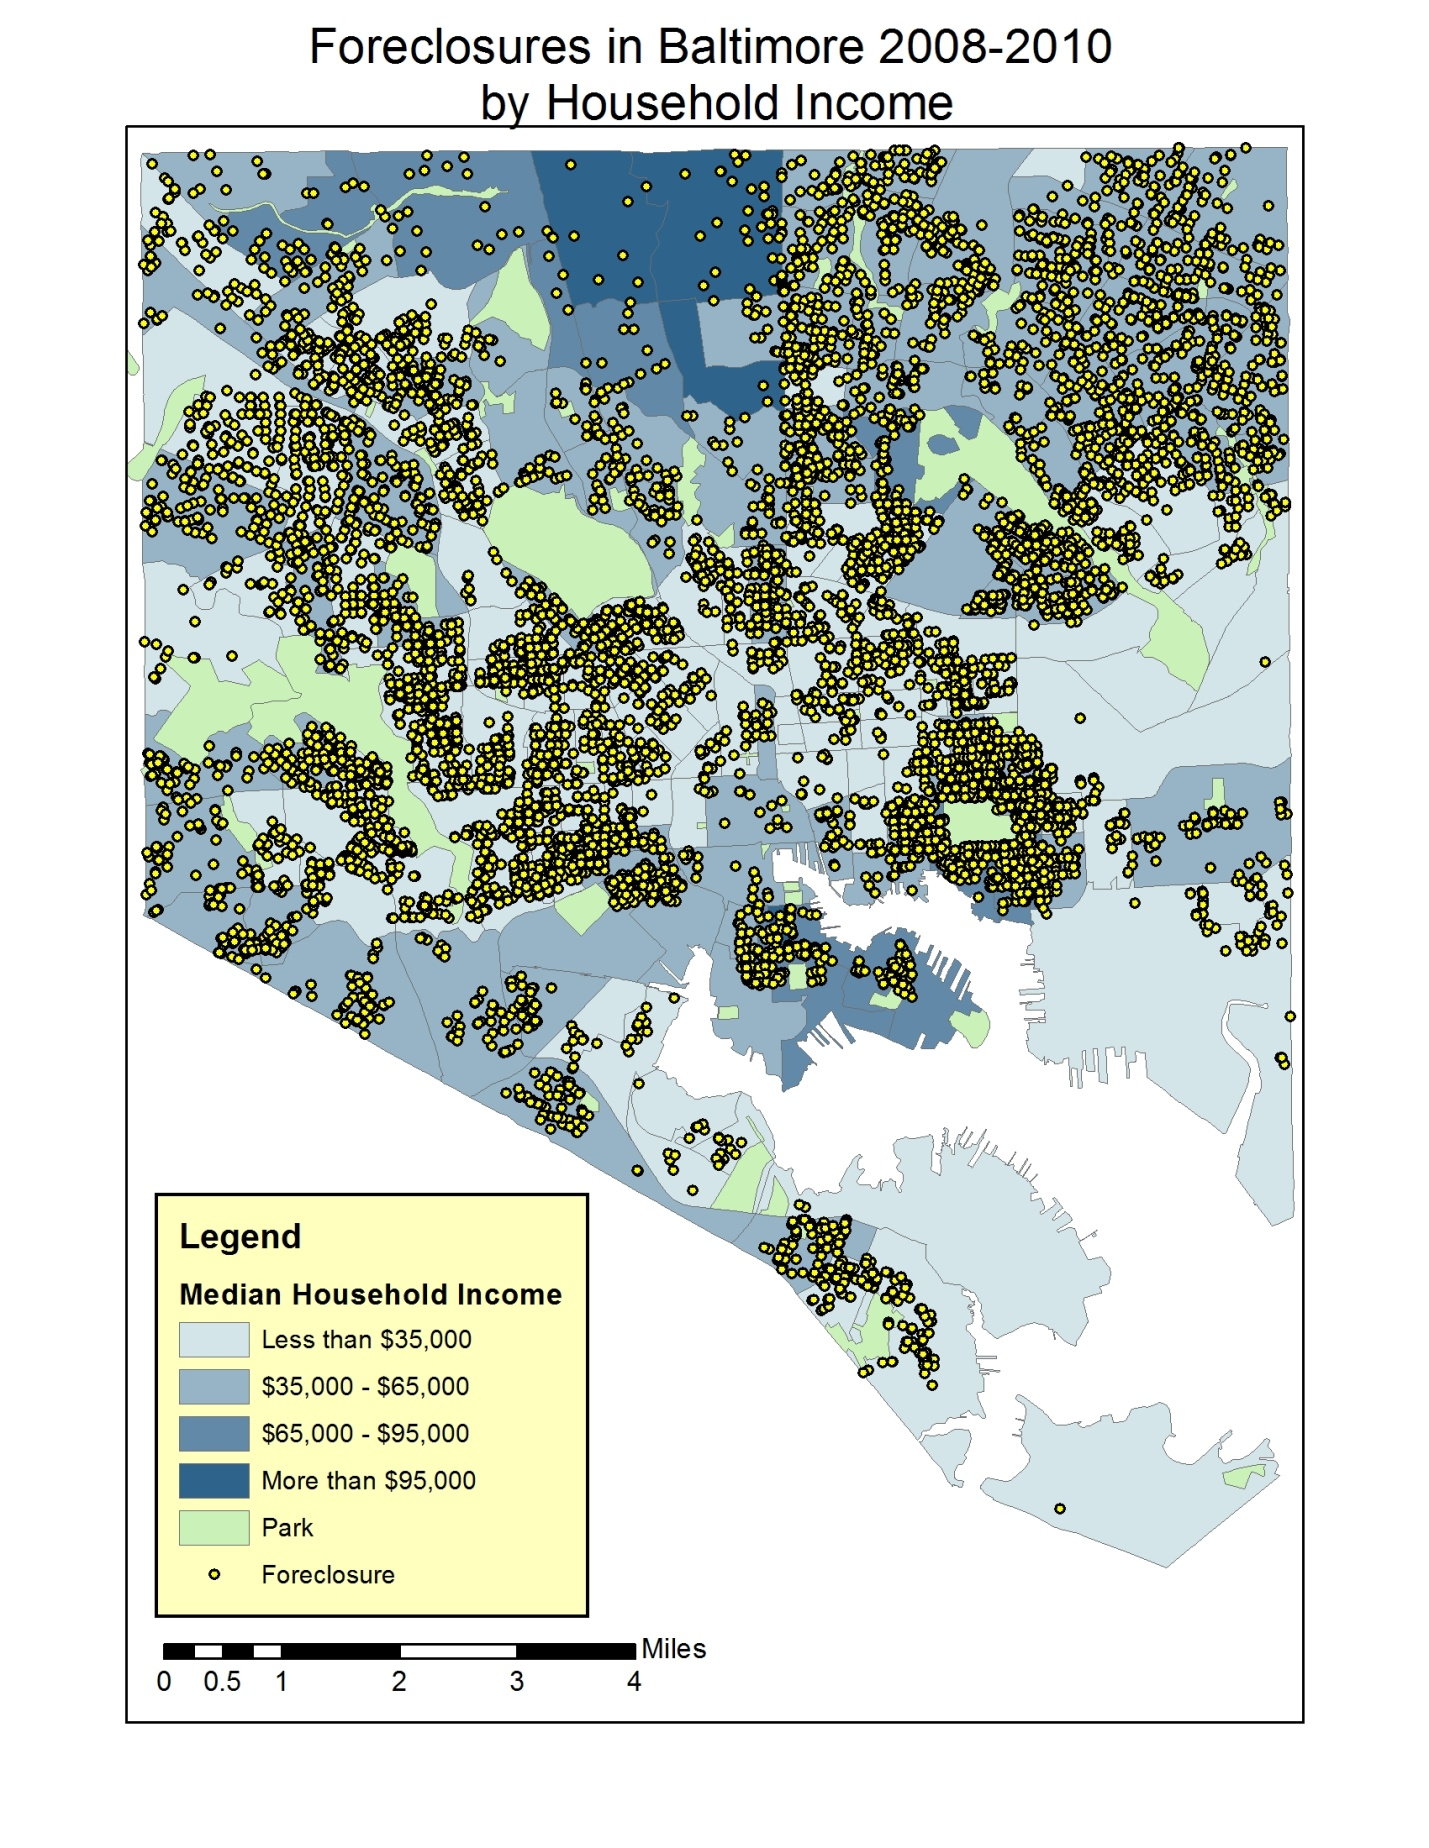 Foreclosures in Baltimore 2008-2010
by Household Income
Legend
Median Household Income
Less than $35,000
$35,000 - $65,000
$65,000 - $95,000
More than $95,000
Park
Foreclosure
Miles
0 0.5 1 2 3 4